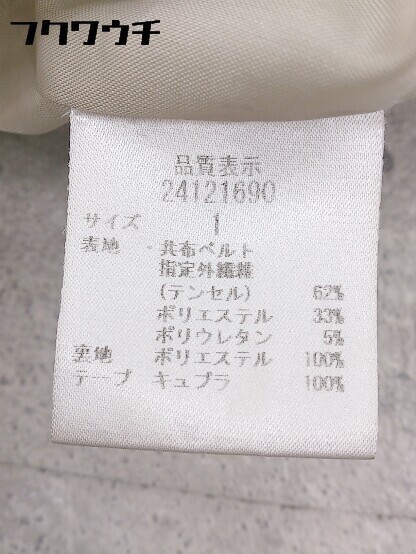 フクワウチ
品質表示
24121690
サイズ 1
表地 共布ベルト
指定外繊維
(テンセル) 62%
ポリエステル 33%
ポリウレタン 5%
裏地 ポリエステル 100%
テープ キュプラ 100%